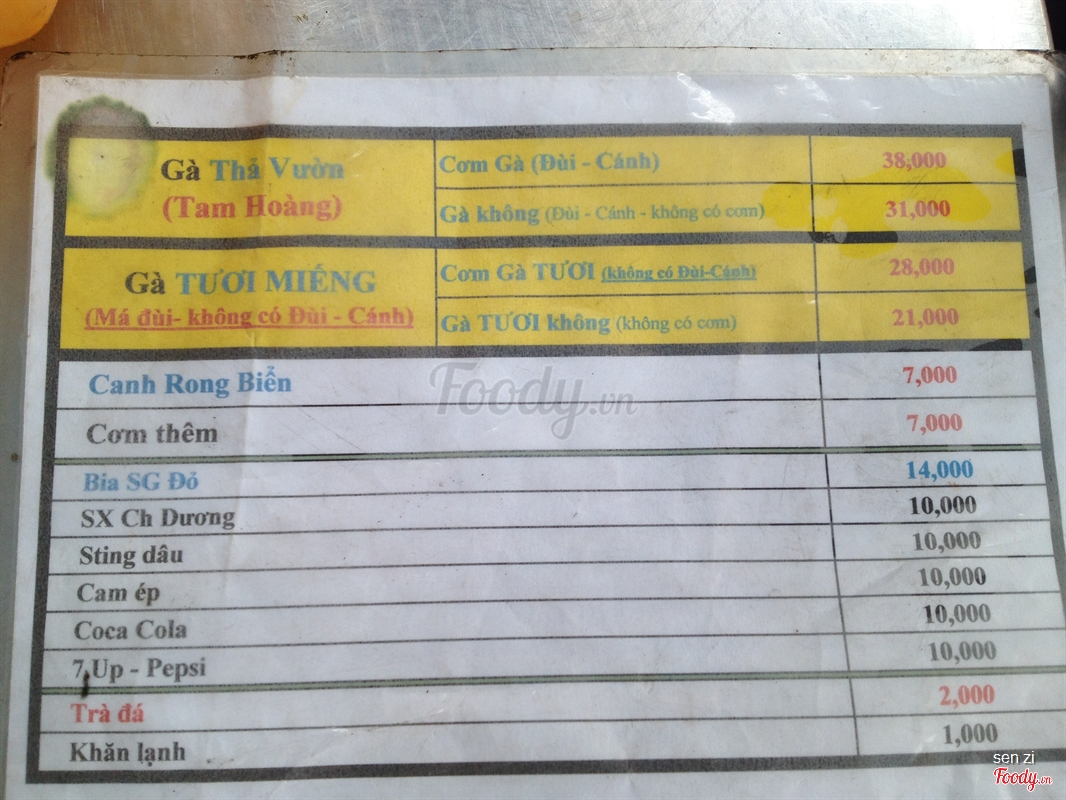 Gà Thả Vườn
(Tam Hoàng)
Cơm Gà (Đùi - Cánh) 38,000
Gà không (Đùi - Cánh - không có cơm) 31,000
Gà TƯƠI MIẾNG
(Má đùi- không có Đùi - Cánh)
Cơm Gà TƯƠI (không có Đùi-Cánh) 28,000
Gà TƯƠI không (không có cơm) 21,000
Canh Rong Biển 7,000
Cơm thêm 7,000
Foody.vn
Bia SG Đỏ 14,000
SX Ch Dương 10,000
Sting dâu 10,000
Cam ép 10,000
Coca Cola 10,000
7 Up - Pepsi 10,000
Trà đá 2,000
Khăn lạnh 1,000
sen zi
Foody.vn